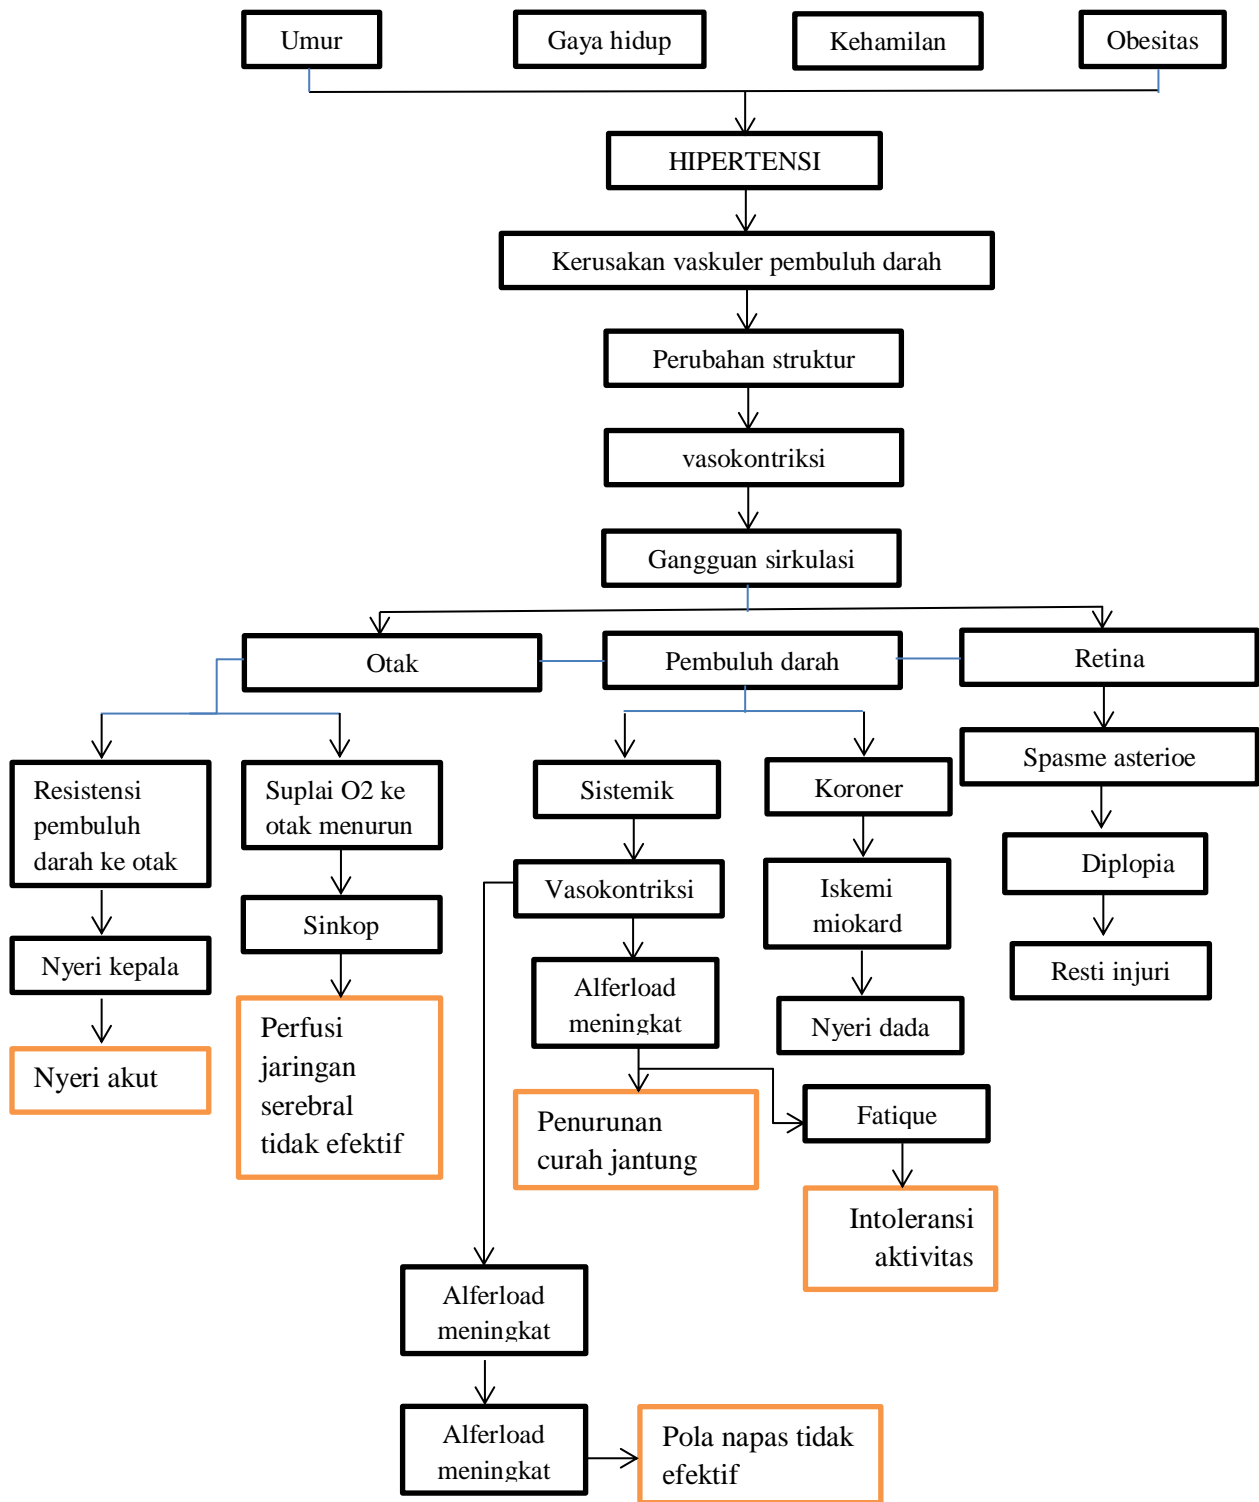 Umur
Gaya hidup
Kehamilan
Obesitas
HIPERTENSI
Kerusakan vaskuler pembuluh darah
Perubahan struktur
vasokontriksi
Gangguan sirkulasi
Otak
Pembuluh darah
Retina
Resistensi
pembuluh
darah ke otak
Suplai O2 ke
otak menurun
Sistemik
Koroner
Spasme asterioe
Vasokontriksi
Iskemi
miokard
Diplopia
Sinkop
Nyeri kepala
Alferload
meningkat
Nyeri dada
Resti injuri
Nyeri akut
Perfusi
jaringan
serebral
tidak efektif
Penurunan
curah jantung
Fatique
Intoleransi
aktivitas
Alferload
meningkat
Alferload
meningkat
Pola napas tidak
efektif